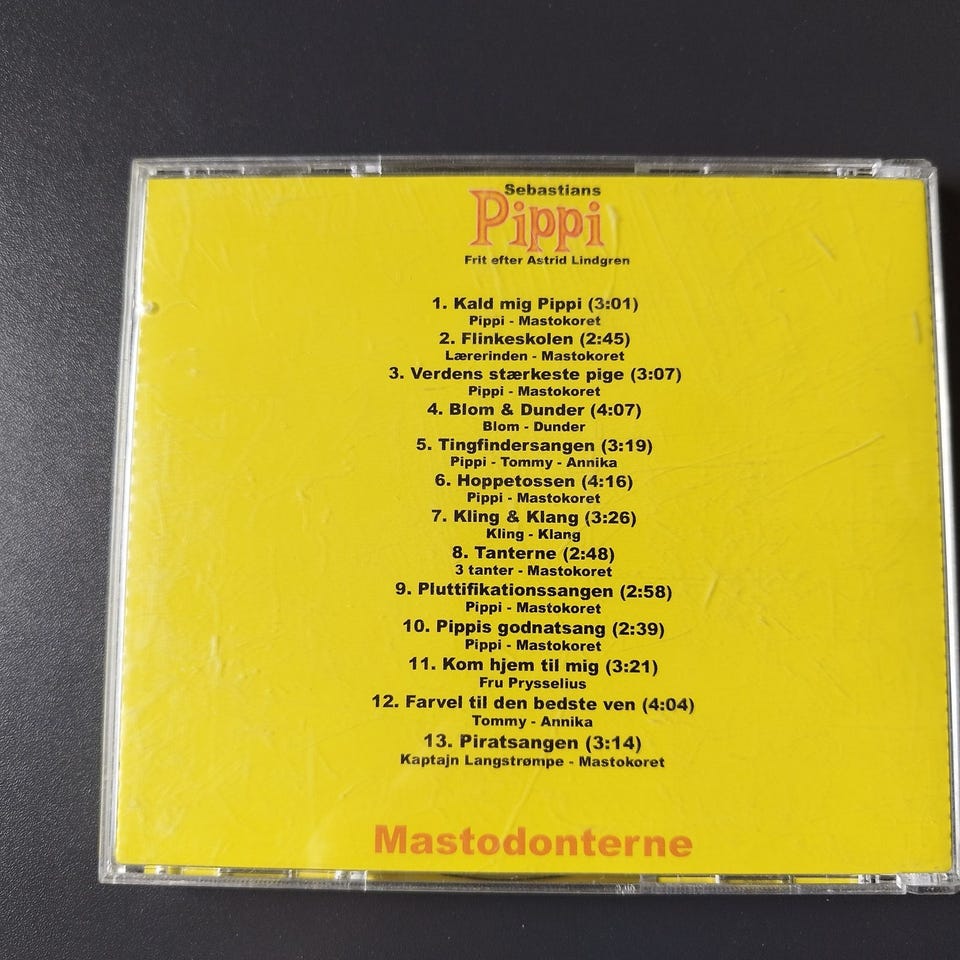 Sebastians
Pippi
Frit efter Astrid Lindgren
1. Kald mig Pippi (3:01)
Pippi - Mastokoret
2. Flinkeskolen (2:45)
Lærerinden - Mastokoret
3. Verdens stærkeste pige (3:07)
Pippi - Mastokoret
4. Blom & Dunder (4:07)
Blom - Dunder
5. Tingfindersangen (3:19)
Pippi - Tommy - Annika
6. Hoppetossen (4:16)
Pippi - Mastokoret
7. Kling & Klang (3:26)
Kling - Klang
8. Tanterne (2:48)
3 tanter - Mastokoret
9. Pluttifikationssangen (2:58)
Pippi - Mastokoret
10. Pippis godnatsang (2:39)
Pippi - Mastokoret
11. Kom hjem til mig (3:21)
Fru Prysselius
12. Farvel til den bedste ven (4:04)
Tommy - Annika
13. Piratsangen (3:14)
Kaptajn Langstrømpe - Mastokoret
Mastodonterne